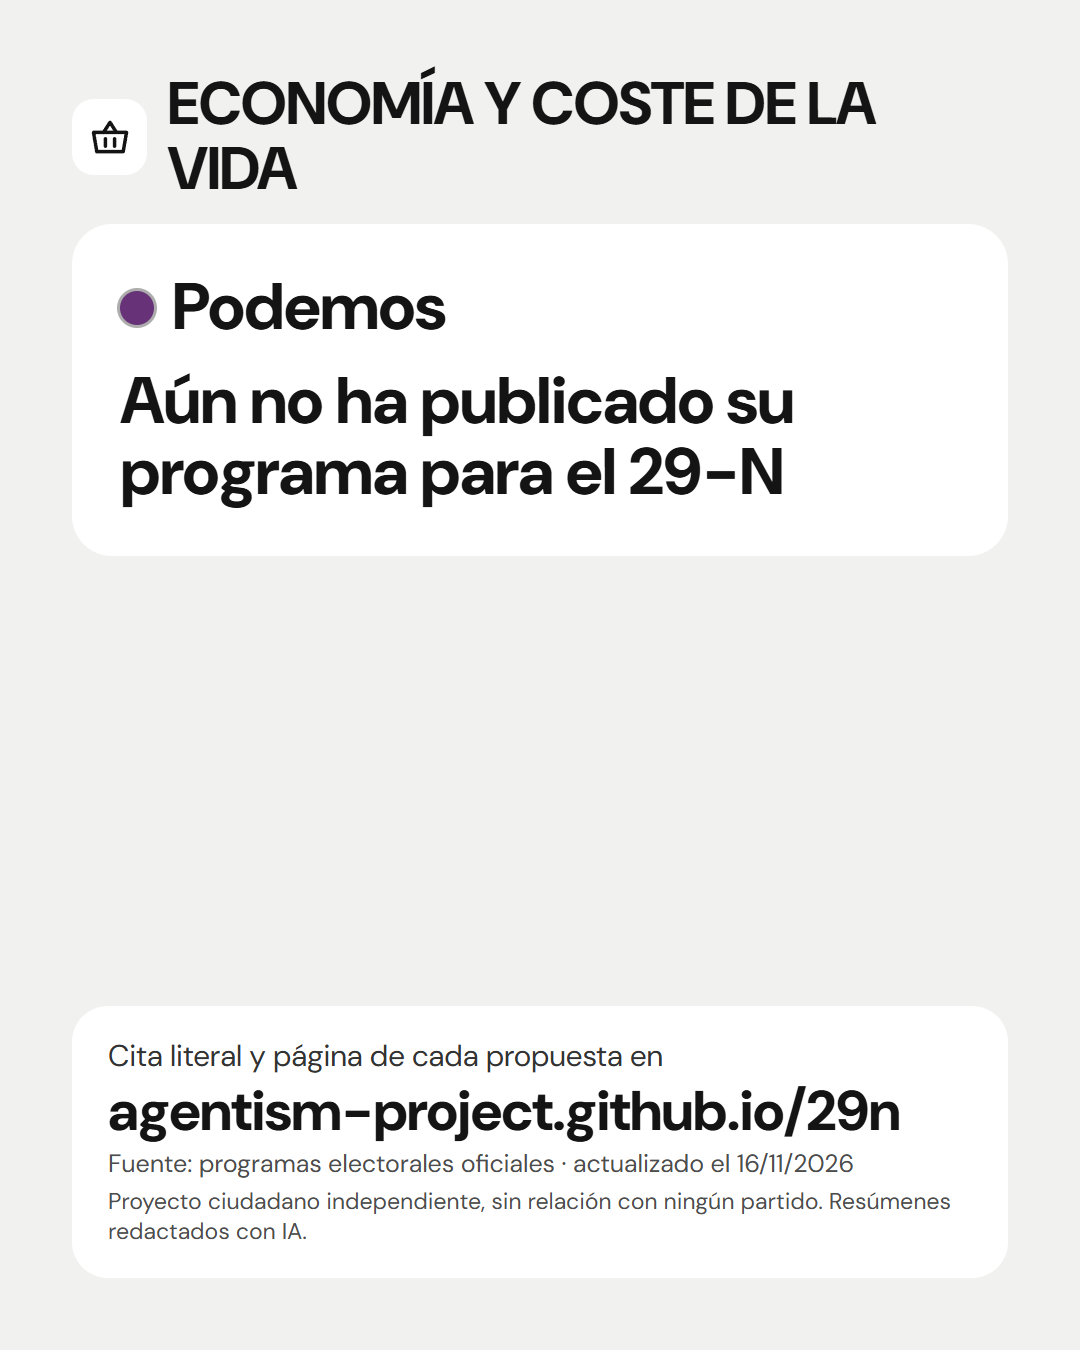 ECONOMÍA Y COSTE DE LA
VIDA
Podemos
Aún no ha publicado su
programa para el 29-N
Cita literal y página de cada propuesta en
agentism-project.github.io/29n
Fuente: programas electorales oficiales · actualizado el 16/11/2026
Proyecto ciudadano independiente, sin relación con ningún partido. Resúmenes
redactados con IA.